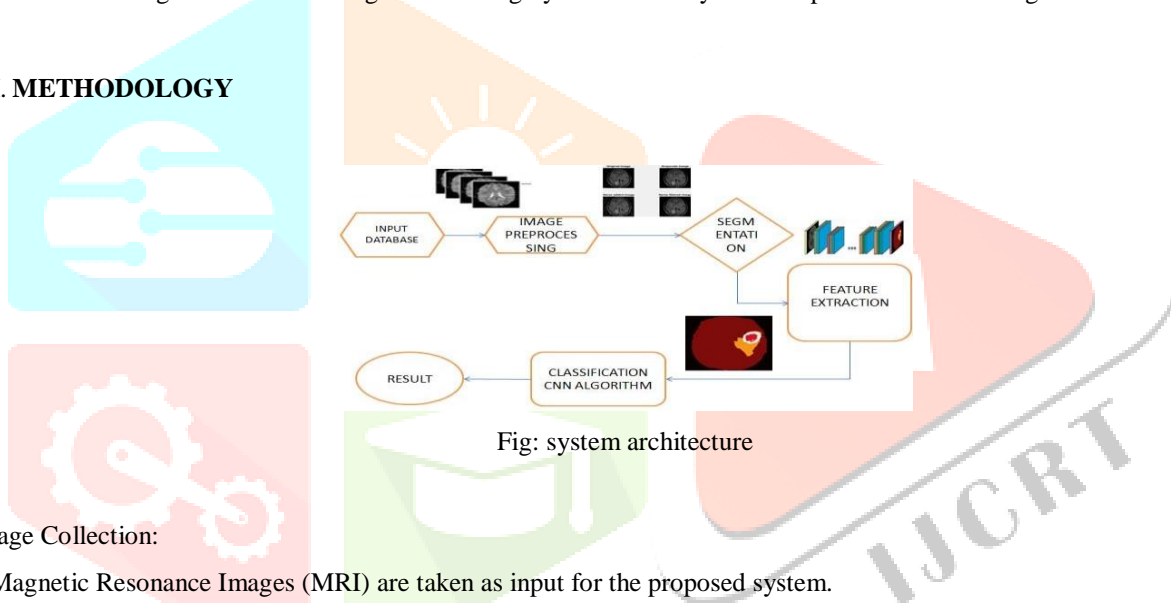 . METHODOLOGY
INPUT
DATABASE
IMAGE
PREPROCES
SING
SEGM
ENTATI
ON
FEATURE
EXTRACTION
CLASSIFICATION
CNN ALGORITHM
RESULT
Fig: system architecture
age Collection:
Magnetic Resonance Images (MRI) are taken as input for the proposed system.
IJCRT